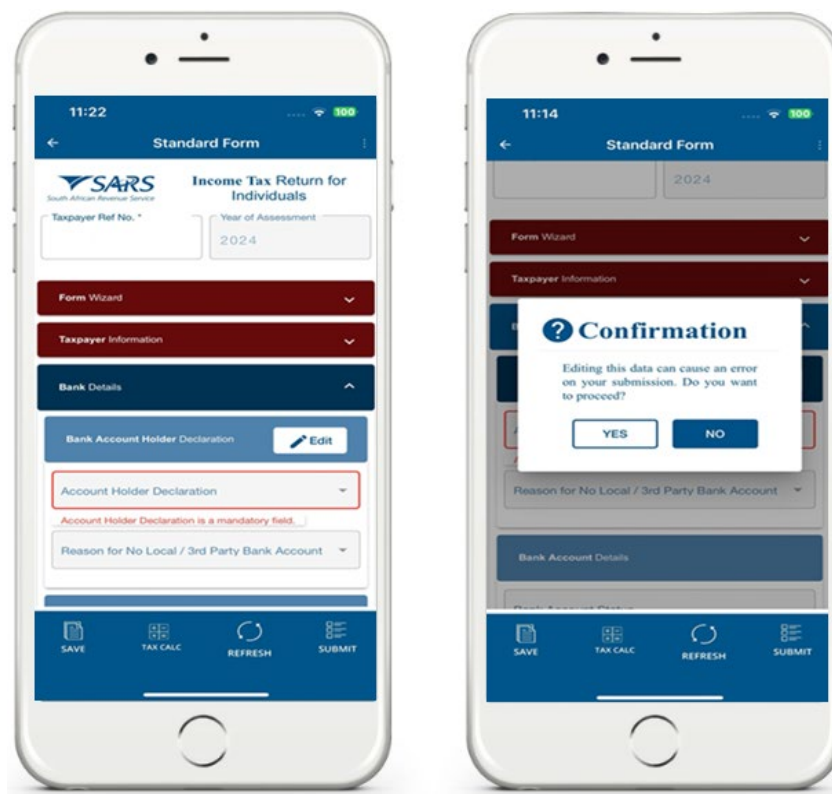 11:22
100
Standard Form
SARS
South African Revenue Service
Income Tax Return for
Individuals
Taxpayer Ref No. *
Year of Assessment
2024
Form Wizard
Taxpayer Information
Bank Details
Bank Account Holder Declaration
Edit
Account Holder Declaration
Account Holder Declaration is a mandatory field.
Reason for No Local / 3rd Party Bank Account
SAVE
TAX CALC
REFRESH
SUBMIT
11:14
100
Standard Form
2024
Form Wizard
Taxpayer Information
Confirmation
Editing this data can cause an error
on your submission. Do you want
to proceed?
YES
NO
Reason for No Local / 3rd Party Bank Account
Bank Account Details
Bank Account Status
SAVE
TAX CALC
REFRESH
SUBMIT